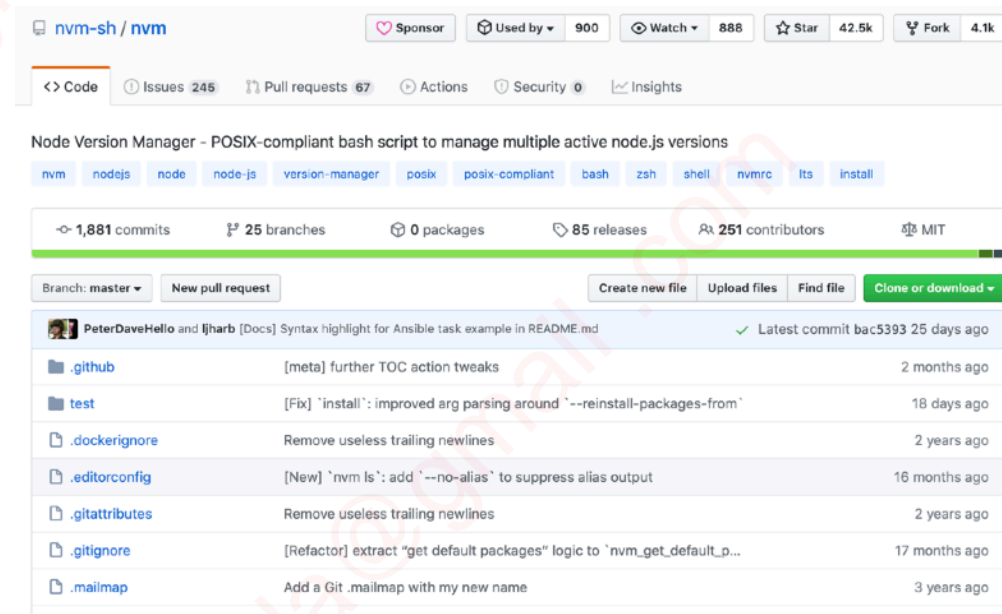 nvm-sh / nvm Sponsor Used by 900 Watch 888 Star 42.5k Fork 4.1k
Code Issues 245 Pull requests 67 Actions Security 0 Insights
Node Version Manager - POSIX-compliant bash script to manage multiple active node.js versions
nvm nodejs node node-js version-manager posix posix-compliant bash zsh shell nvmrc lts install
1,881 commits 25 branches 0 packages 85 releases 251 contributors MIT
Branch: master New pull request Create new file Upload files Find file Clone or download
PeterDaveHello and ljharb [Docs] Syntax highlight for Ansible task example in README.md Latest commit bac5393 25 days ago
.github [meta] further TOC action tweaks 2 months ago
test [Fix] `install`: improved arg parsing around `--reinstall-packages-from` 18 days ago
.dockerignore Remove useless trailing newlines 2 years ago
.editorconfig [New] `nvm ls`: add `--no-alias` to suppress alias output 16 months ago
.gitattributes Remove useless trailing newlines 2 years ago
.gitignore [Refactor] extract "get default packages" logic to `nvm_get_default_p... 17 months ago
.mailmap Add a Git .mailmap with my new name 3 years ago